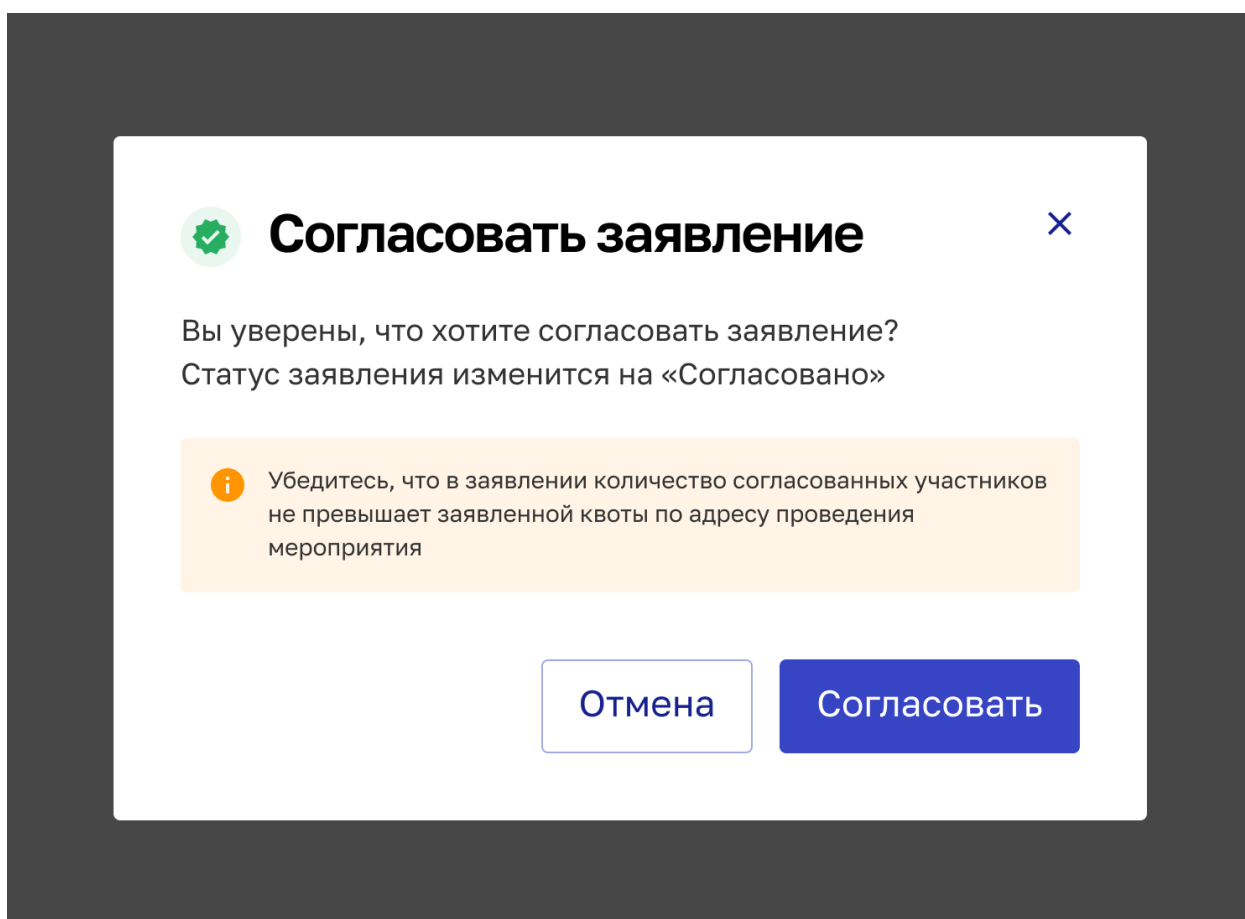 Согласовать заявление
Вы уверены, что хотите согласовать заявление?
Статус заявления изменится на «Согласовано»
Убедитесь, что в заявлении количество согласованных участников
не превышает заявленной квоты по адресу проведения
мероприятия
Отмена
Согласовать